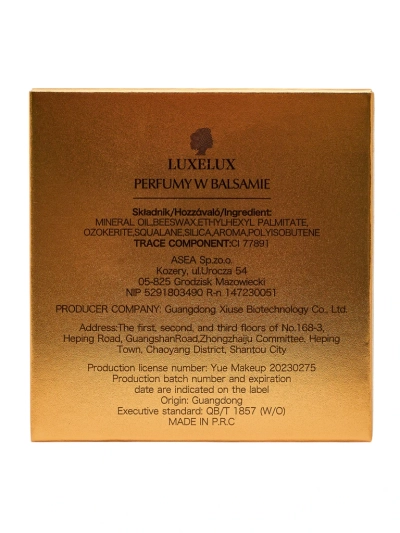 LUXELUX
PERFUMY W BALSAMIE
Składnik/Hozzávaló/Ingredient:
MINERAL OIL,BEESWAX,ETHYLHEXYL PALMITATE,
OZOKERITE,SQUALANE,SILICA,AROMA,POLYISOBUTENE
TRACE COMPONENT:CI 77891
ASEA Sp.zo.o.
Kozery, ul.Urocza 54
05-825 Grodzisk Mazowiecki
NIP 5291803490 R-n 147230051
PRODUCER COMPANY: Guangdong Xiuse Biotechnology Co., Ltd.
Address:The first, second, and third floors of No.168-3,
Heping Road, GuangshanRoad,Zhongzhaiju Committee, Heping
Town, Chaoyang District, Shantou City
Production license number: Yue Makeup 20230275
Production batch number and expiration
date are indicated on the label
Origin: Guangdong
Executive standard: QB/T 1857 (W/O)
MADE IN P.R.C